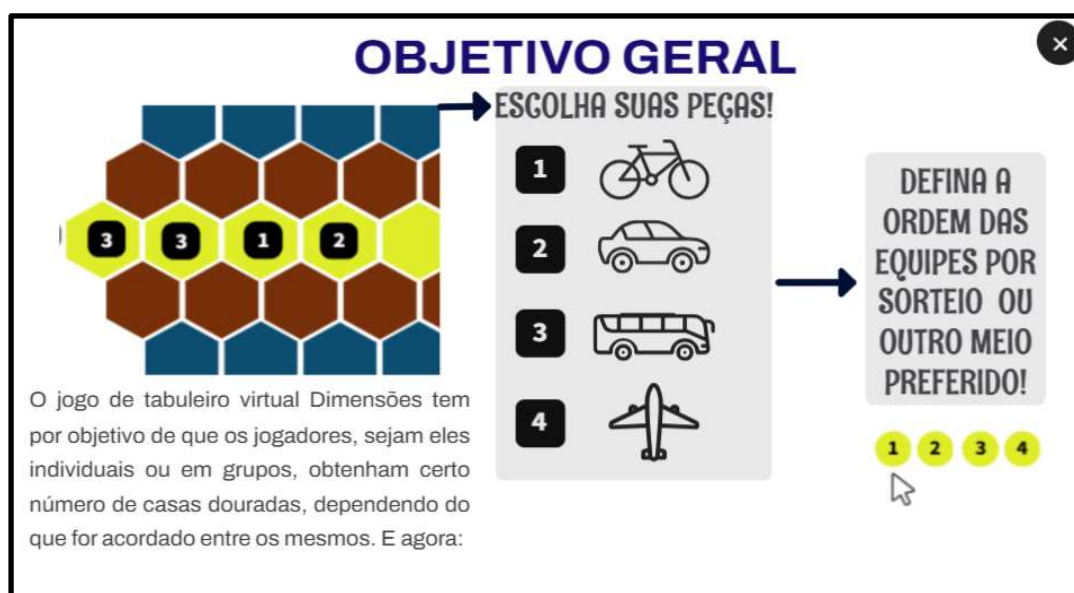 OBJETIVO GERAL
3 3 1 2
O jogo de tabuleiro virtual Dimensões tem
por objetivo de que os jogadores, sejam eles
individuais ou em grupos, obtenham certo
número de casas douradas, dependendo do
que for acordado entre os mesmos. E agora:
ESCOLHA SUAS PEÇAS!
1
2
3
4
DEFINA A
ORDEM DAS
EQUIPES POR
SORTEIO OU
OUTRO MEIO
PREFERIDO!
1 2 3 4